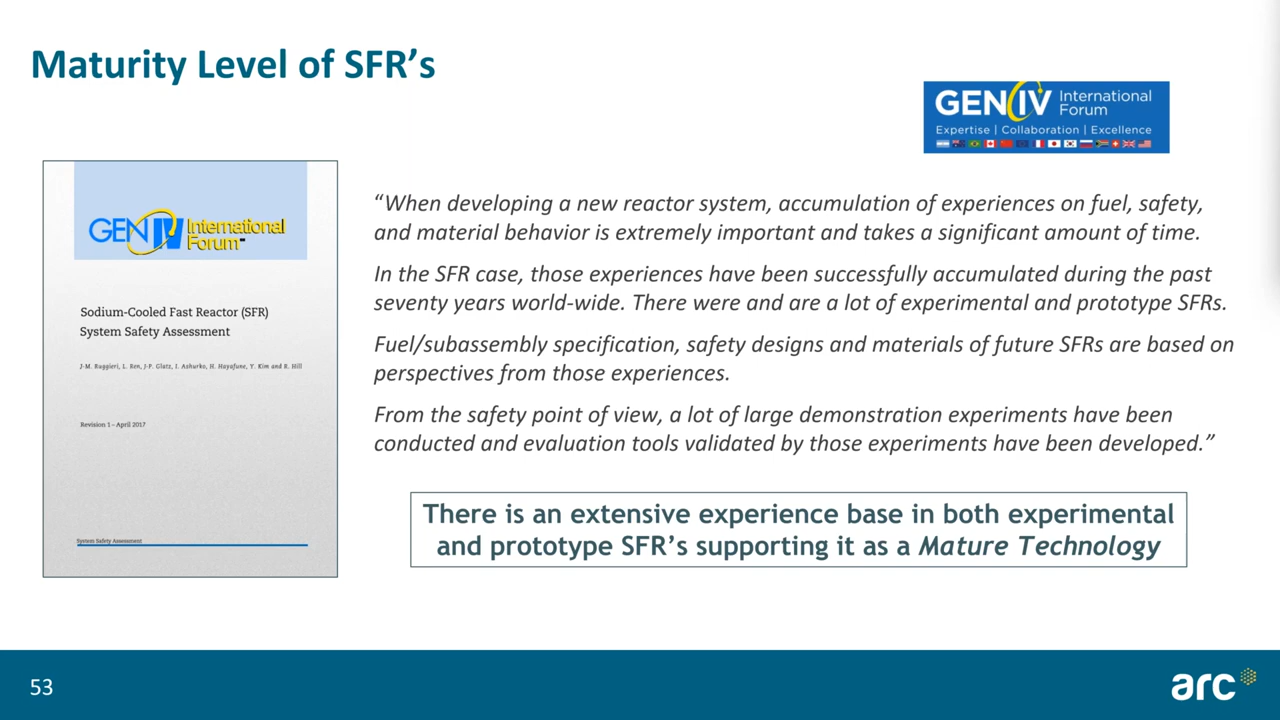 Maturity Level of SFR’s
GEN IV International
Forum
Expertise | Collaboration | Excellence
GEN IV International
Forum™
Sodium-Cooled Fast Reactor (SFR)
System Safety Assessment
J-M. Ruggieri, L. Ren, J-P. Glatz, I. Ashurko, H. Hayafune, Y. Kim and R. Hill
Revision 1 – April 2017
System Safety Assessment
“When developing a new reactor system, accumulation of experiences on fuel, safety,
and material behavior is extremely important and takes a significant amount of time.
In the SFR case, those experiences have been successfully accumulated during the past
seventy years world-wide. There were and are a lot of experimental and prototype SFRs.
Fuel/subassembly specification, safety designs and materials of future SFRs are based on
perspectives from those experiences.
From the safety point of view, a lot of large demonstration experiments have been
conducted and evaluation tools validated by those experiments have been developed.”
There is an extensive experience base in both experimental
and prototype SFR’s supporting it as a Mature Technology
53
arc